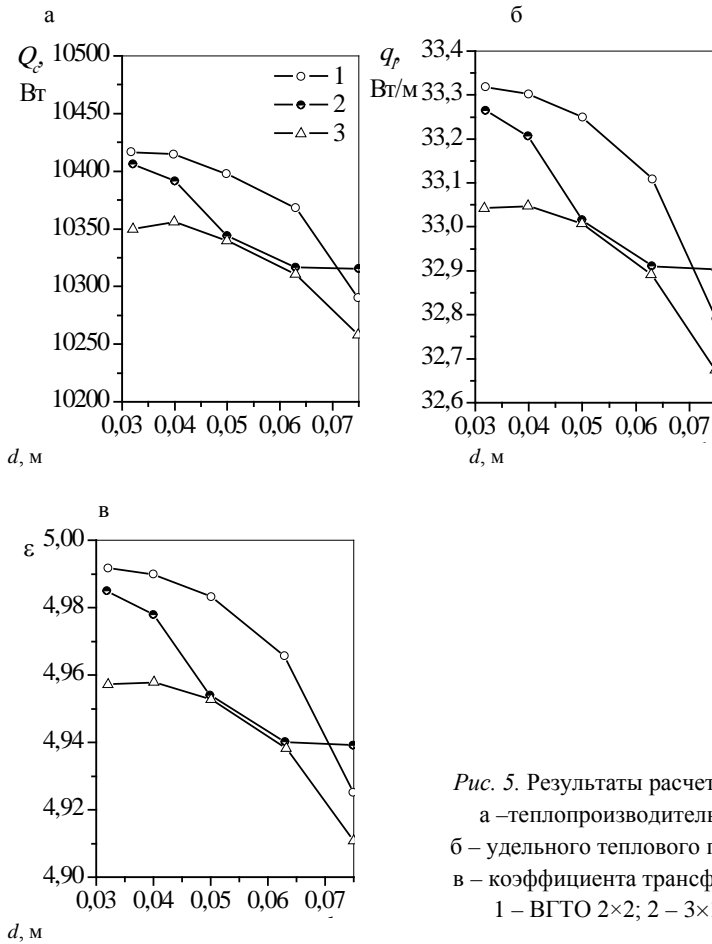 а
Q_c,
Вт
10500
10450
10400
10350
10300
10250
10200
1
2
3
0,03 0,04 0,05 0,06 0,07
d, м
б
q_l,
Вт/м
33,4
33,3
33,2
33,1
33,0
32,9
32,8
32,7
32,6
0,03 0,04 0,05 0,06 0,07
d, м
в
ε
5,00
4,98
4,96
4,94
4,92
4,90
0,03 0,04 0,05 0,06 0,07
d, м
Рис. 5. Результаты расчет
а –теплопроизводитель
б – удельного теплового п
в – коэффициента трансф
1 – ВГТО 2×2; 2 – 3×